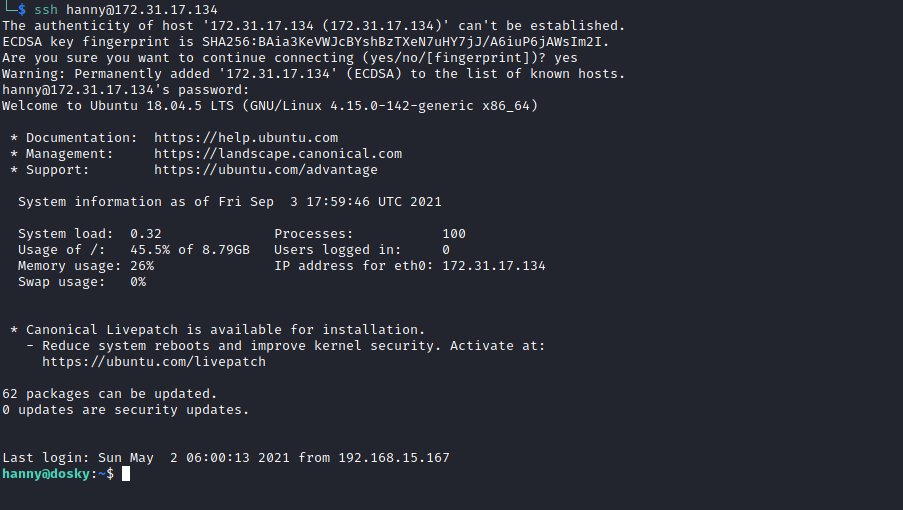 └─$ ssh hanny@172.31.17.134
The authenticity of host '172.31.17.134 (172.31.17.134)' can't be established.
ECDSA key fingerprint is SHA256:BAia3KeVWJcBYshBzTXeN7uHY7jJ/A6iuP6jAWsIm2I.
Are you sure you want to continue connecting (yes/no/[fingerprint])? yes
Warning: Permanently added '172.31.17.134' (ECDSA) to the list of known hosts.
hanny@172.31.17.134's password:
Welcome to Ubuntu 18.04.5 LTS (GNU/Linux 4.15.0-142-generic x86_64)
* Documentation:  https://help.ubuntu.com
* Management:     https://landscape.canonical.com
* Support:        https://ubuntu.com/advantage
System information as of Fri Sep  3 17:59:46 UTC 2021
System load:  0.32              Processes:           100
Usage of /:   45.5% of 8.79GB   Users logged in:     0
Memory usage: 26%               IP address for eth0: 172.31.17.134
Swap usage:   0%
* Canonical Livepatch is available for installation.
- Reduce system reboots and improve kernel security. Activate at:
https://ubuntu.com/livepatch
62 packages can be updated.
0 updates are security updates.
Last login: Sun May  2 06:00:13 2021 from 192.168.15.167
hanny@dosky:~$